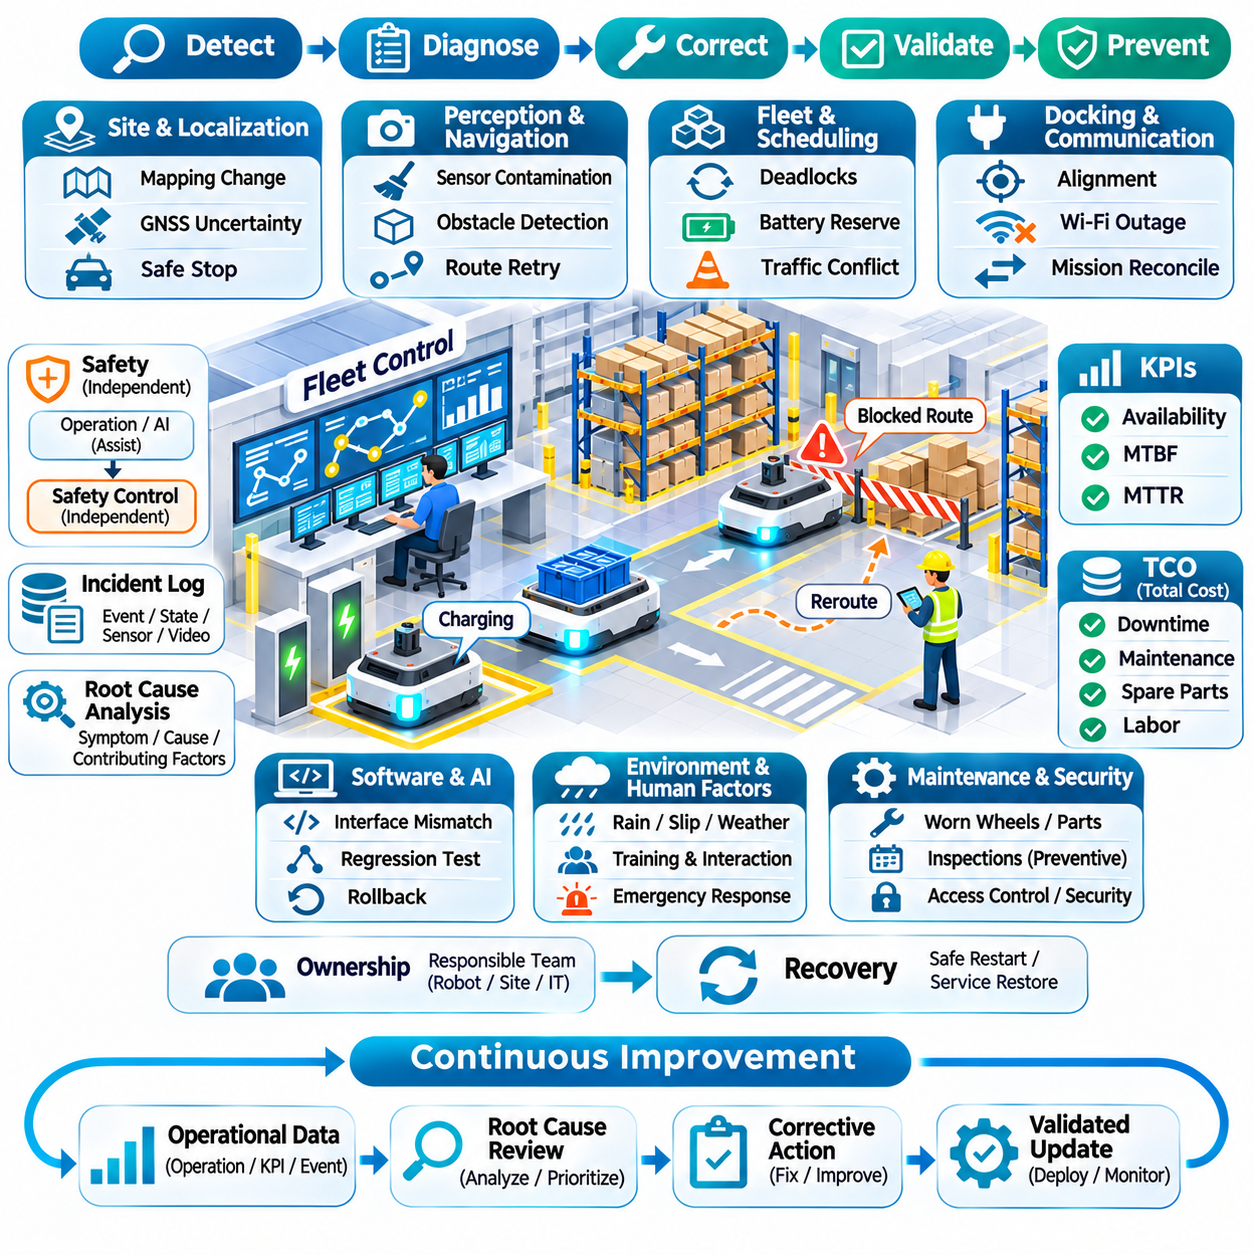 Detect
Diagnose
Correct
Validate
Prevent
Site & Localization
Mapping Change
GNSS Uncertainty
Safe Stop
Perception &
Navigation
Sensor Contamination
Obstacle Detection
Route Retry
Fleet &
Scheduling
Deadlocks
Battery Reserve
Traffic Conflict
Docking &
Communication
Alignment
Wi-Fi Outage
Mission Reconcile
Safety
(Independent)
Operation / AI
(Assist)
Safety Control
(Independent)
Incident Log
Event / State /
Sensor / Video
Root Cause
Analysis
Symptom / Cause /
Contributing Factors
Fleet Control
Blocked Route
Reroute
Charging
KPIs
Availability
MTBF
MTTR
TCO
(Total Cost)
Downtime
Maintenance
Spare Parts
Labor
Software & AI
Interface Mismatch
Regression Test
Rollback
Environment &
Human Factors
Rain / Slip / Weather
Training & Interaction
Emergency Response
Maintenance & Security
Worn Wheels / Parts
Inspections (Preventive)
Access Control / Security
Ownership
Responsible Team
(Robot / Site / IT)
Recovery
Safe Restart /
Service Restore
Continuous Improvement
Operational Data
(Operation / KPI / Event)
Root Cause
Review
(Analyze / Prioritize)
Corrective
Action
(Fix / Improve)
Validated
Update
(Deploy / Monitor)